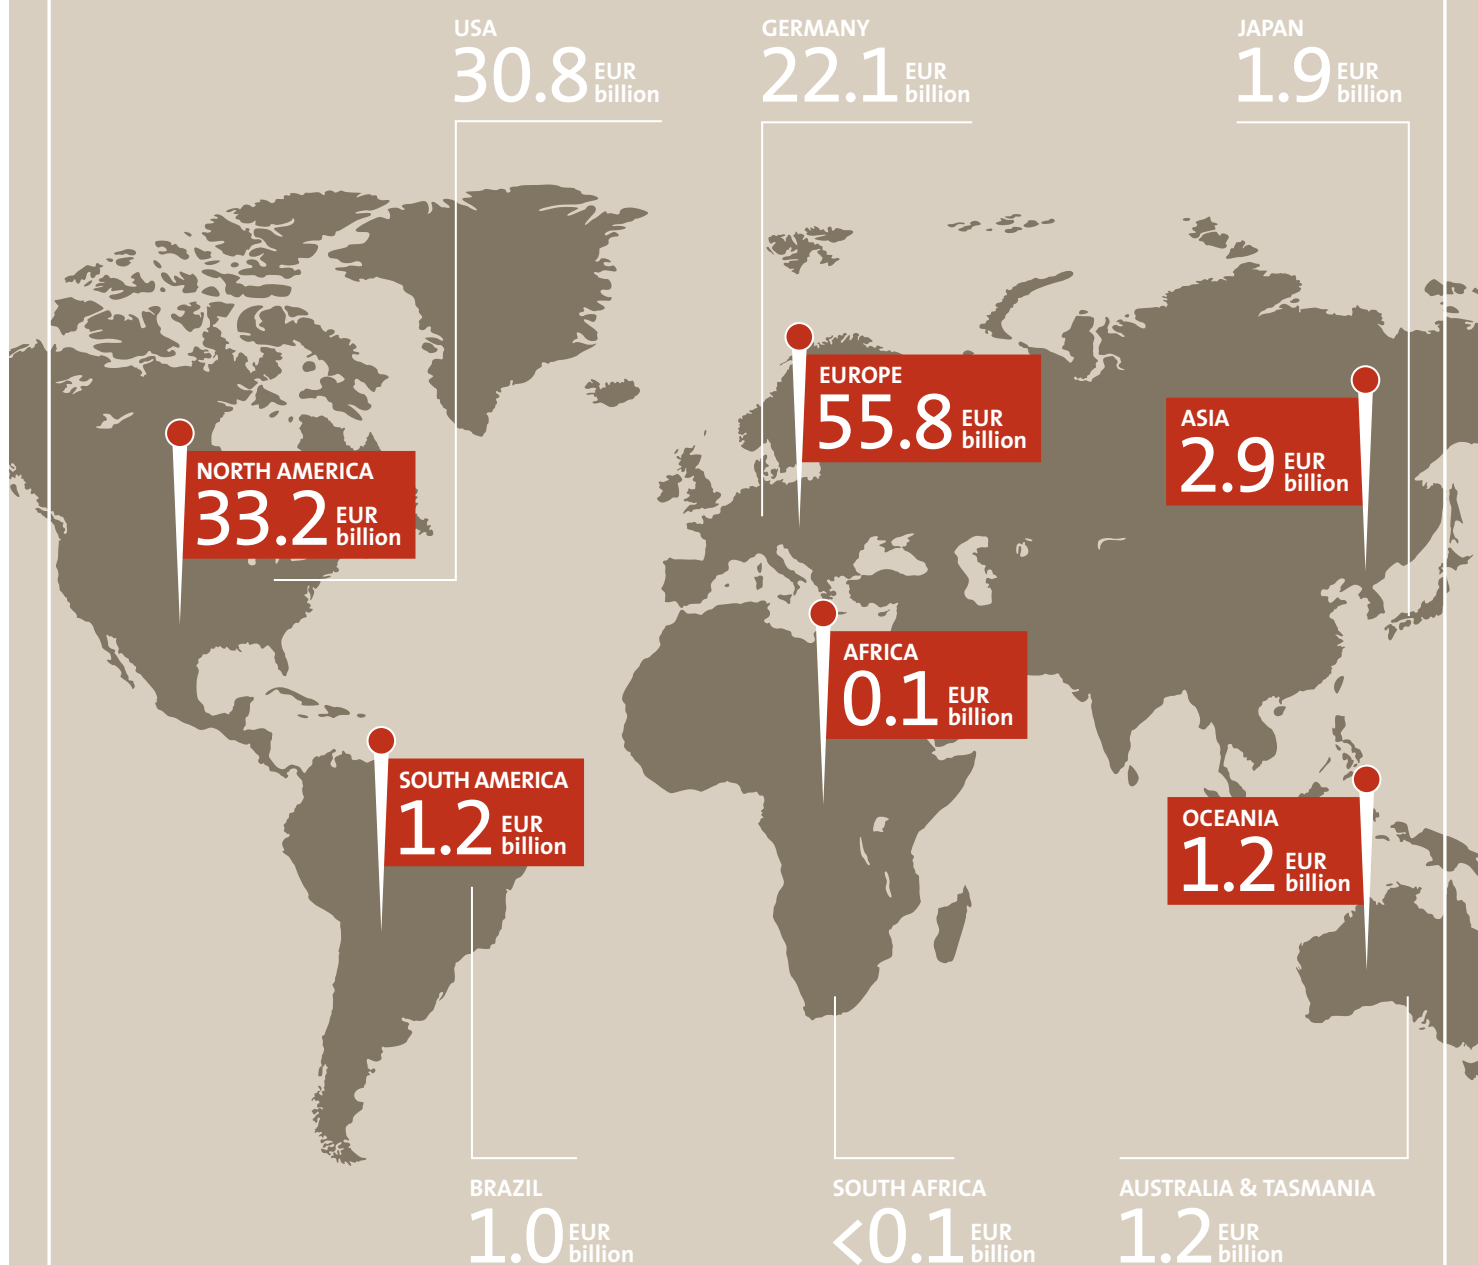 USA
30.8 EUR
billion
GERMANY
22.1 EUR
billion
JAPAN
1.9 EUR
billion
EUROPE
55.8 EUR
billion
ASIA
2.9 EUR
billion
NORTH AMERICA
33.2 EUR
billion
AFRICA
0.1 EUR
billion
SOUTH AMERICA
1.2 EUR
billion
OCEANIA
1.2 EUR
billion
BRAZIL
1.0 EUR
billion
SOUTH AFRICA
<0.1 EUR
billion
AUSTRALIA & TASMANIA
1.2 EUR
billion